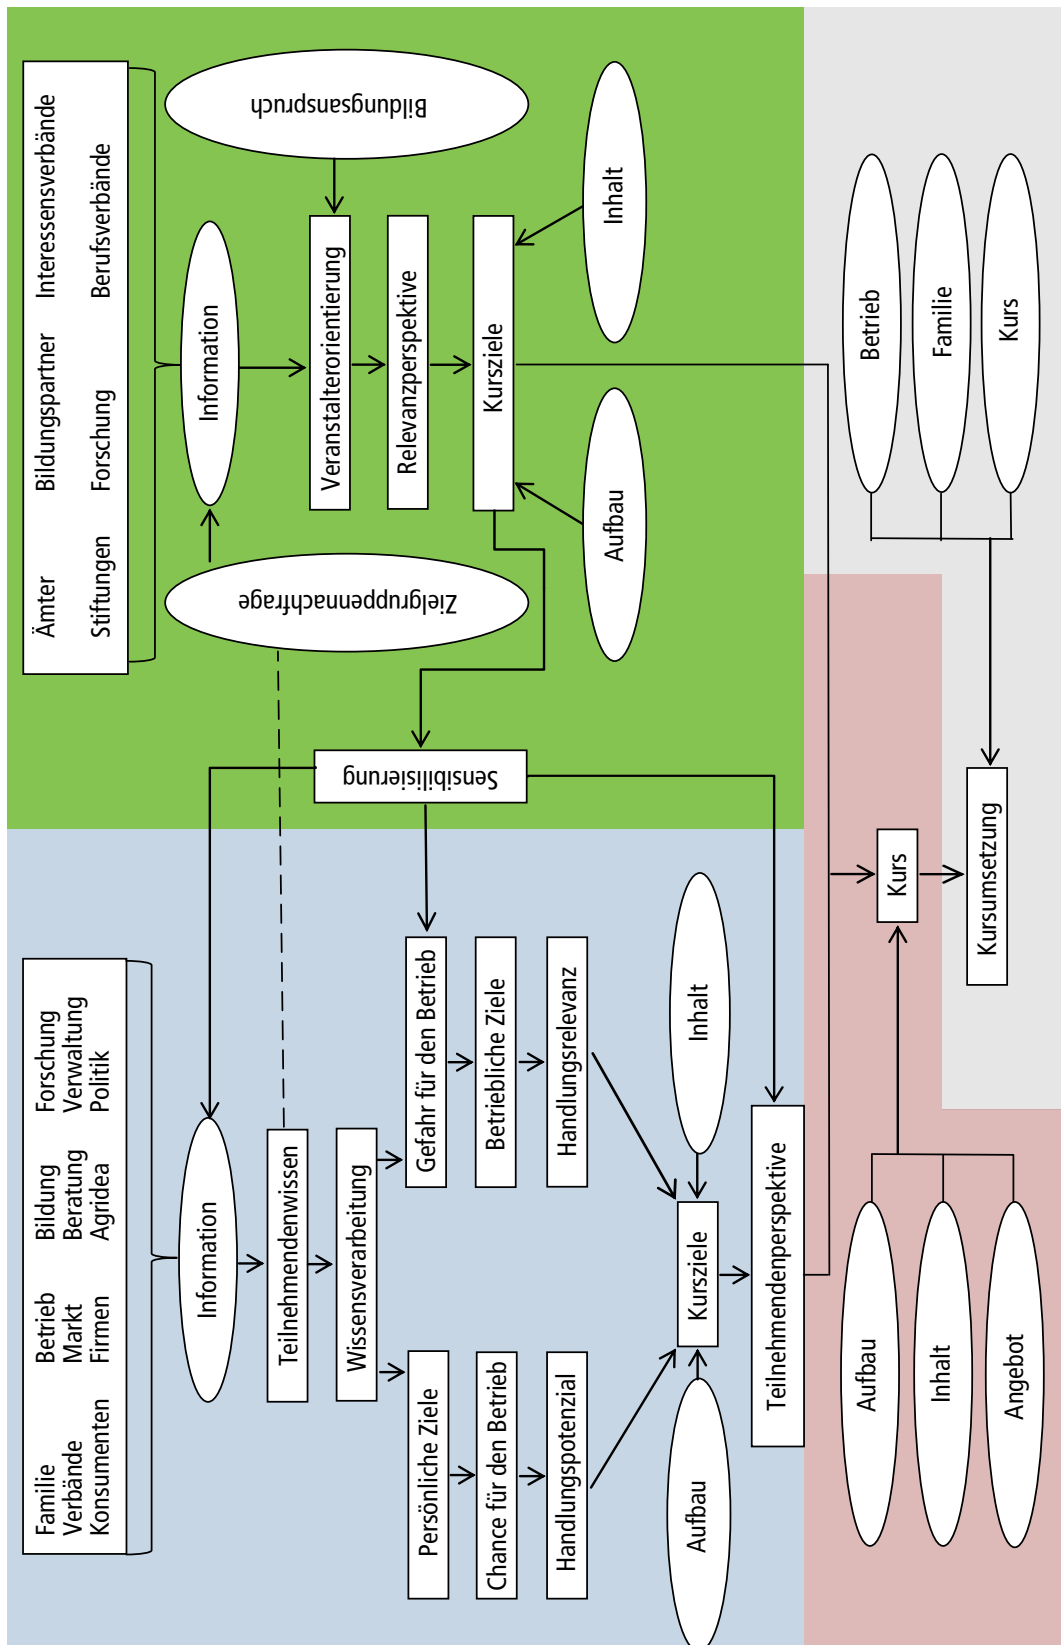 Familie
Verbände
Konsumenten
Betrieb
Markt
Firmen
Bildung
Beratung
Agridea
Forschung
Verwaltung
Politik
Information
Teilnehmendenwissen
Wissensverarbeitung
Persönliche Ziele
Chance für den Betrieb
Handlungspotenzial
Gefahr für den Betrieb
Betriebliche Ziele
Handlungsrelevanz
Aufbau
Kursziele
Inhalt
Teilnehmendenperspektive
Sensibilisierung
Ämter
Bildungspartner
Interessensverbände
Stiftungen
Forschung
Berufsverbände
Zielgruppennachfrage
Information
Bildungsanspruch
Veranstalterorientierung
Relevanzperspektive
Kursziele
Aufbau
Inhalt
Aufbau
Inhalt
Angebot
Kurs
Kursumsetzung
Betrieb
Familie
Kurs